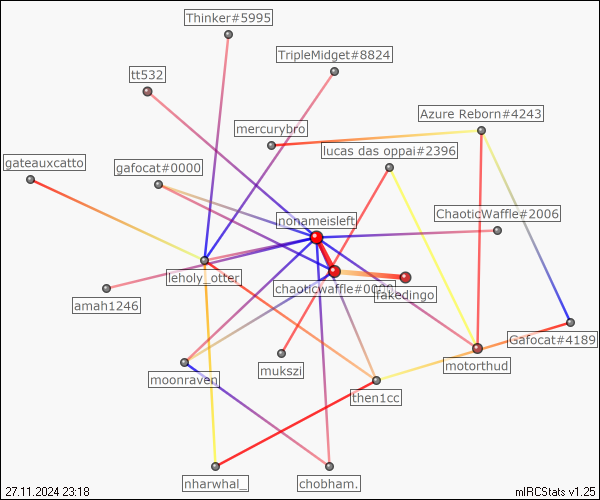 Thinker#5995
TripleMidget#8824
tt532
Azure Reborn#4243
mercurybro
lucas das oppai#2396
gateauxcatto
gafocat#0000
nonameisleft
ChaoticWaffle#2006
leholy_otter
chaoticwaffle#0010
fakedingo
amah1246
Gafocat#4189
mukszi
motorthud
moonraven
then1cc
nharwhal_
chobham.
27.11.2024 23:18
mIRCStats v1.25